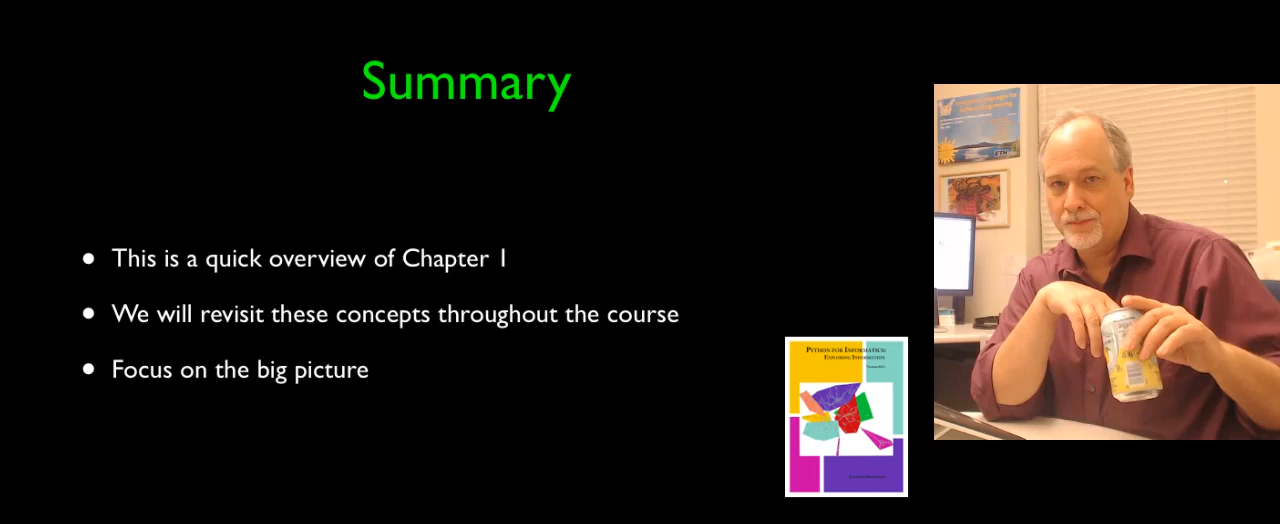 Summary
This is a quick overview of Chapter 1
We will revisit these concepts throughout the course
Focus on the big picture
PYTHON FOR INFORMATICS:
EXPLORING INFORMATION